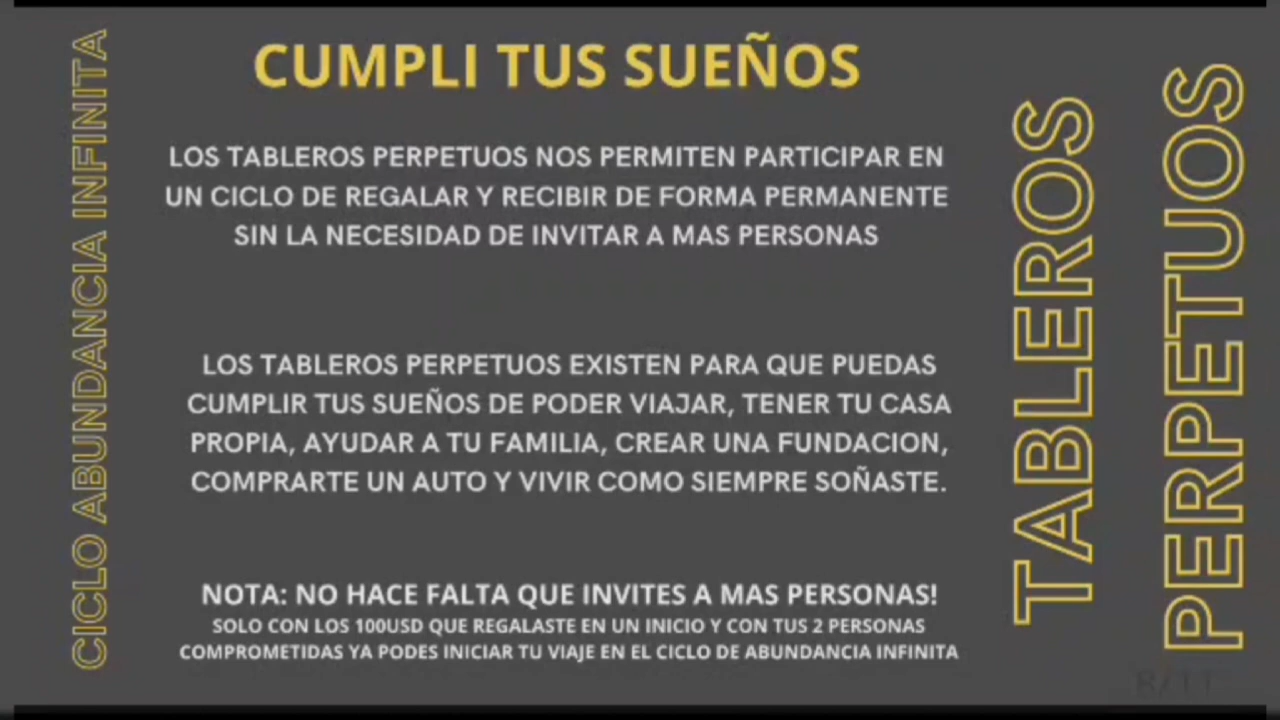 CICLO ABUNDANCIA INFINITA
CUMPLI TUS SUEÑOS
LOS TABLEROS PERPETUOS NOS PERMITEN PARTICIPAR EN
UN CICLO DE REGALAR Y RECIBIR DE FORMA PERMANENTE
SIN LA NECESIDAD DE INVITAR A MAS PERSONAS
LOS TABLEROS PERPETUOS EXISTEN PARA QUE PUEDAS
CUMPLIR TUS SUEÑOS DE PODER VIAJAR, TENER TU CASA
PROPIA, AYUDAR A TU FAMILIA, CREAR UNA FUNDACION,
COMPRARTE UN AUTO Y VIVIR COMO SIEMPRE SOÑASTE.
NOTA: NO HACE FALTA QUE INVITES A MAS PERSONAS!
SOLO CON LOS 100USD QUE REGALASTE EN UN INICIO Y CON TUS 2 PERSONAS
COMPROMETIDAS YA PODES INICIAR TU VIAJE EN EL CICLO DE ABUNDANCIA INFINITA
TABLEROS
PERPETUOS